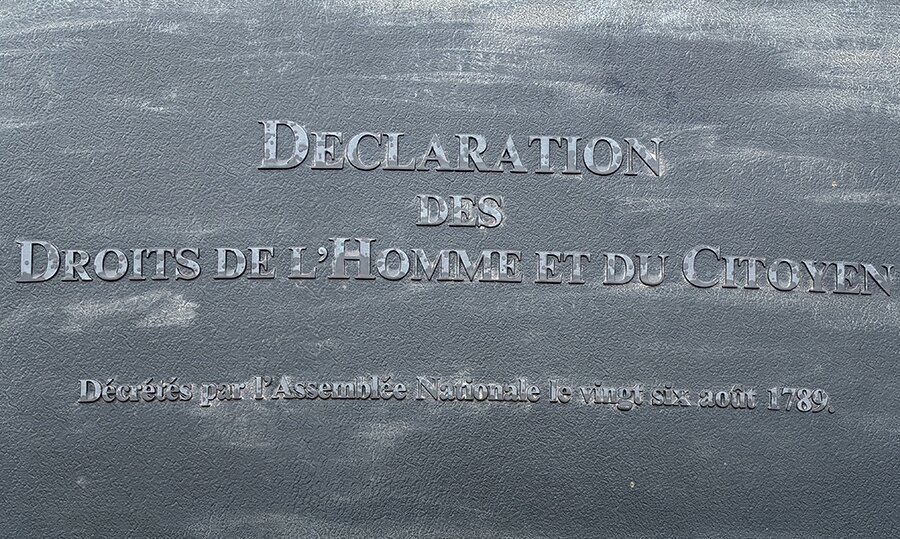 DECLARATION
DES
DROITS DE L'HOMME ET DU CITOYEN
Décrétés par l'Assemblée Nationale le vingt six août 1789.